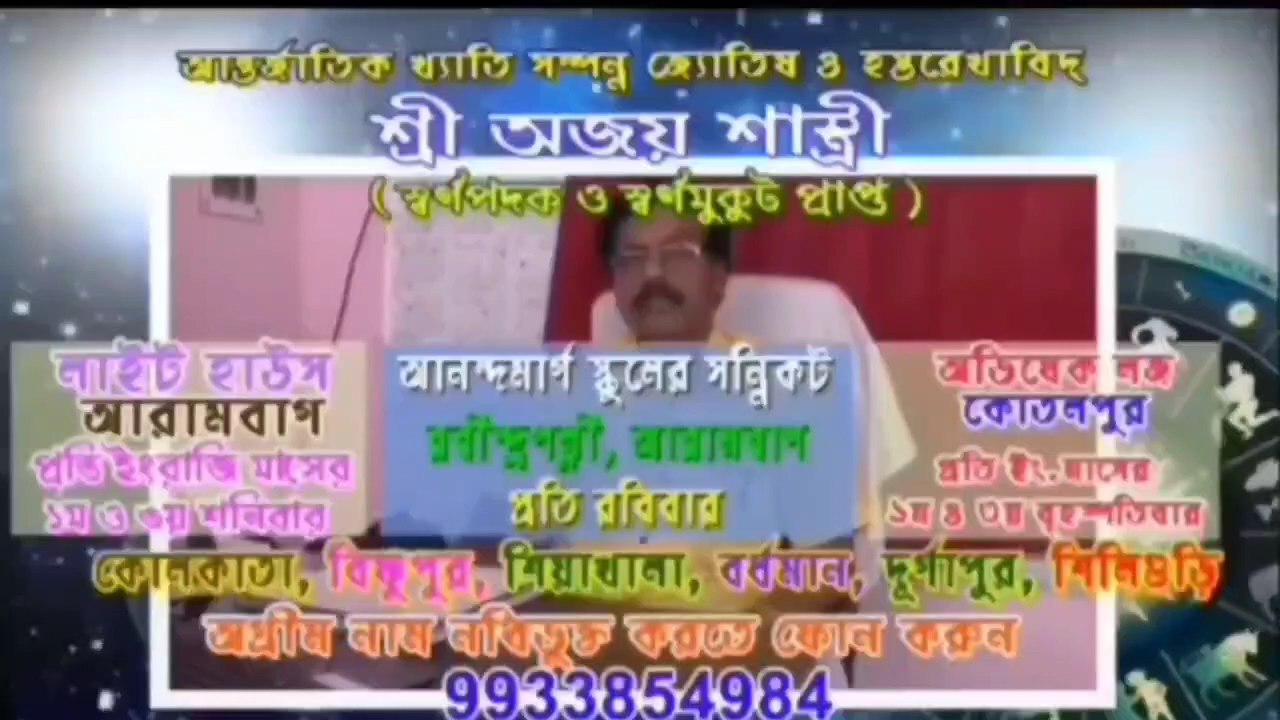 আন্তর্জাতিক খ্যাতি সম্পন্ন জ্যোতিষ ও হস্তরেখাবিদ্
শ্রী অজয় শাস্ত্রী
( স্বর্ণপদক ও স্বর্ণমুকুট প্রাপ্ত )
লাইট হাউস
আরামবাগ
প্রতি ইংরাজি মাসের
১ম ও ৩য় শনিবার
আনন্দমার্গ স্কুলের সন্নিকট
রবীন্দ্রপল্লী, আরামবাগ
প্রতি রবিবার
অভিষেক লজ
কোতলপুর
প্রতি ইং.মাসের
১ম ও ৩য় বৃহস্পতিবার
কোলকাতা, বিষ্ণুপুর, শিয়াখালা, বর্ধমান, দূর্গাপুর, শিলিগুড়ি
অগ্রীম নাম নথিভুক্ত করতে ফোন করুন
9933854984